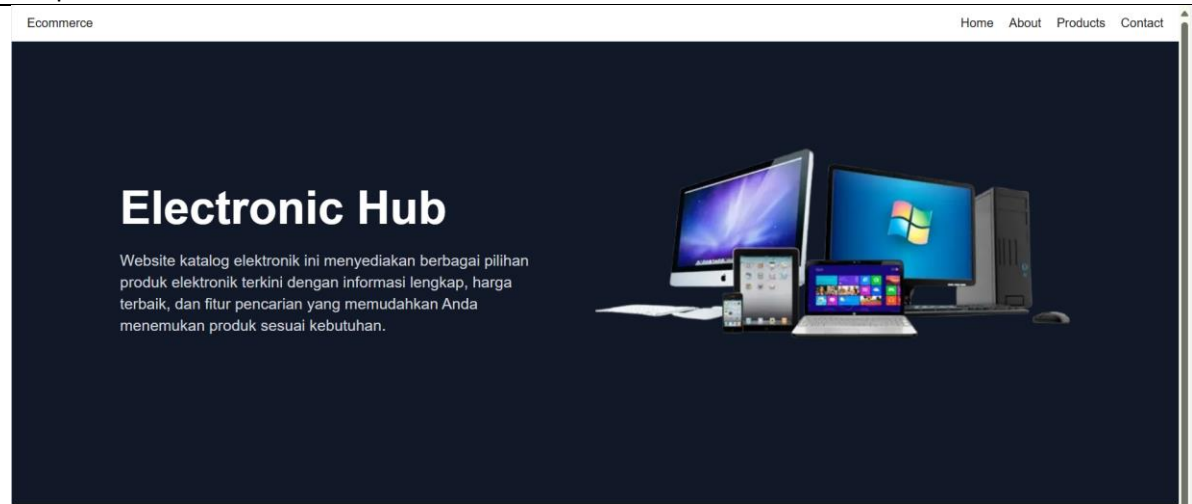 Ecommerce
Home About Products Contact
Electronic Hub
Website katalog elektronik ini menyediakan berbagai pilihan
produk elektronik terkini dengan informasi lengkap, harga
terbaik, dan fitur pencarian yang memudahkan Anda
menemukan produk sesuai kebutuhan.